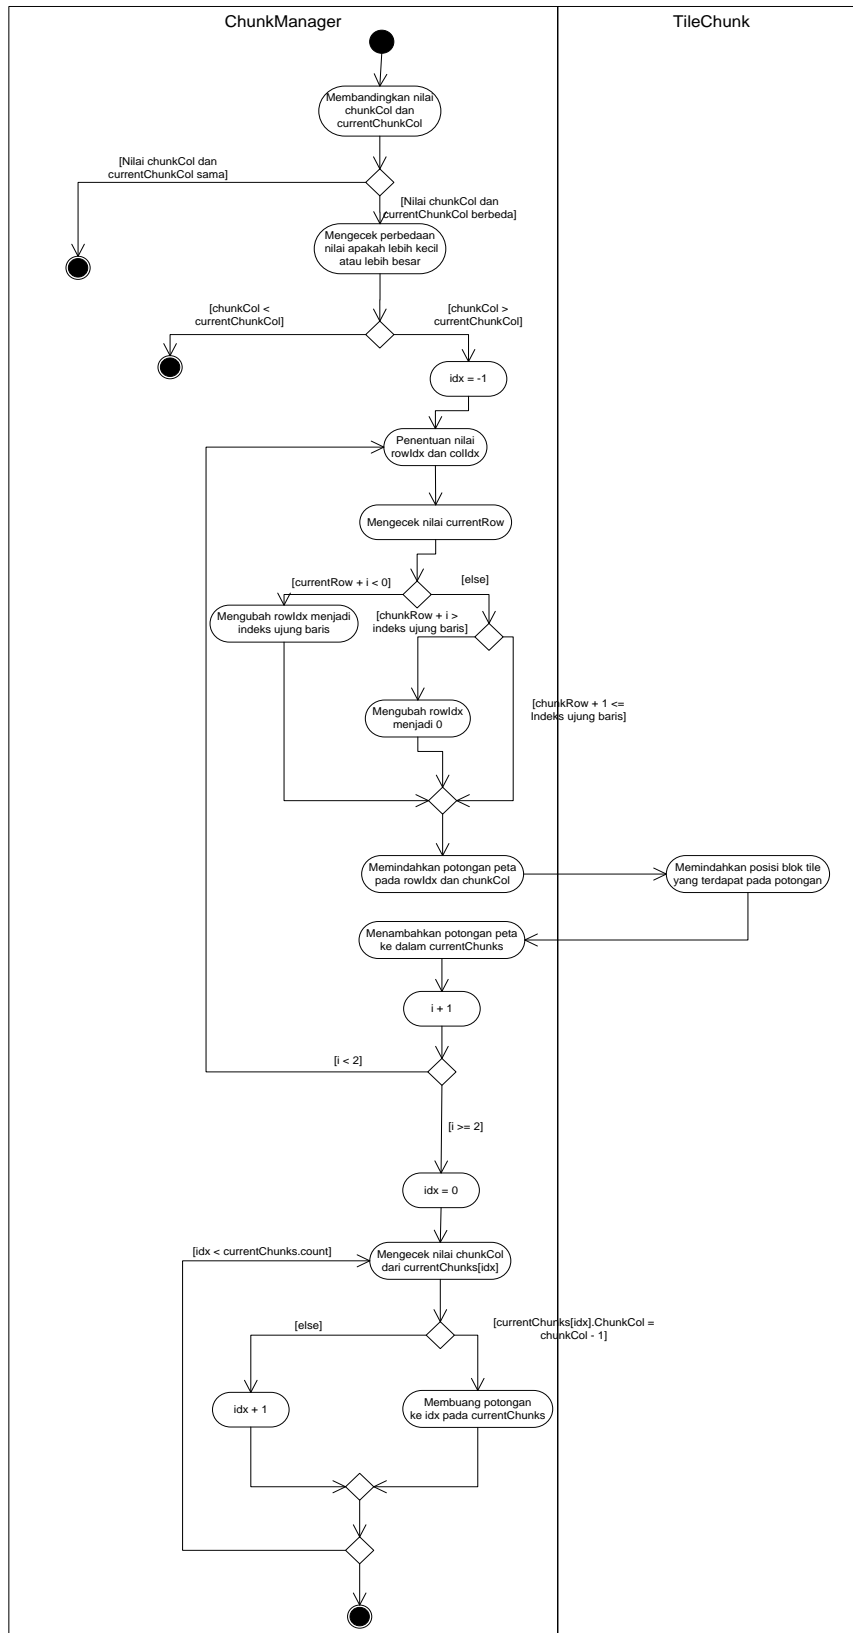 ChunkManager
TileChunk
Membandingkan nilai
chunkCol dan
currentChunkCol
[Nilai chunkCol dan
currentChunkCol sama]
[Nilai chunkCol dan
currentChunkCol berbeda]
Mengecek perbedaan
nilai apakah lebih kecil
atau lebih besar
[chunkCol <
currentChunkCol]
[chunkCol >
currentChunkCol]
idx = -1
Penentuan nilai
rowIdx dan colIdx
Mengecek nilai currentRow
[currentRow + i < 0]
[else]
Mengubah rowIdx menjadi
indeks ujung baris
[chunkRow + i >
indeks ujung baris]
Mengubah rowIdx
menjadi 0
[chunkRow + 1 <=
Indeks ujung baris]
Memindahkan potongan peta
pada rowIdx dan chunkCol
Memindahkan posisi blok tile
yang terdapat pada potongan
Menambahkan potongan peta
ke dalam currentChunks
i + 1
[i < 2]
[i >= 2]
idx = 0
[idx < currentChunks.count]
Mengecek nilai chunkCol
dari currentChunks[idx]
[else]
[currentChunks[idx].ChunkCol =
chunkCol - 1]
idx + 1
Membuang potongan
ke idx pada currentChunks